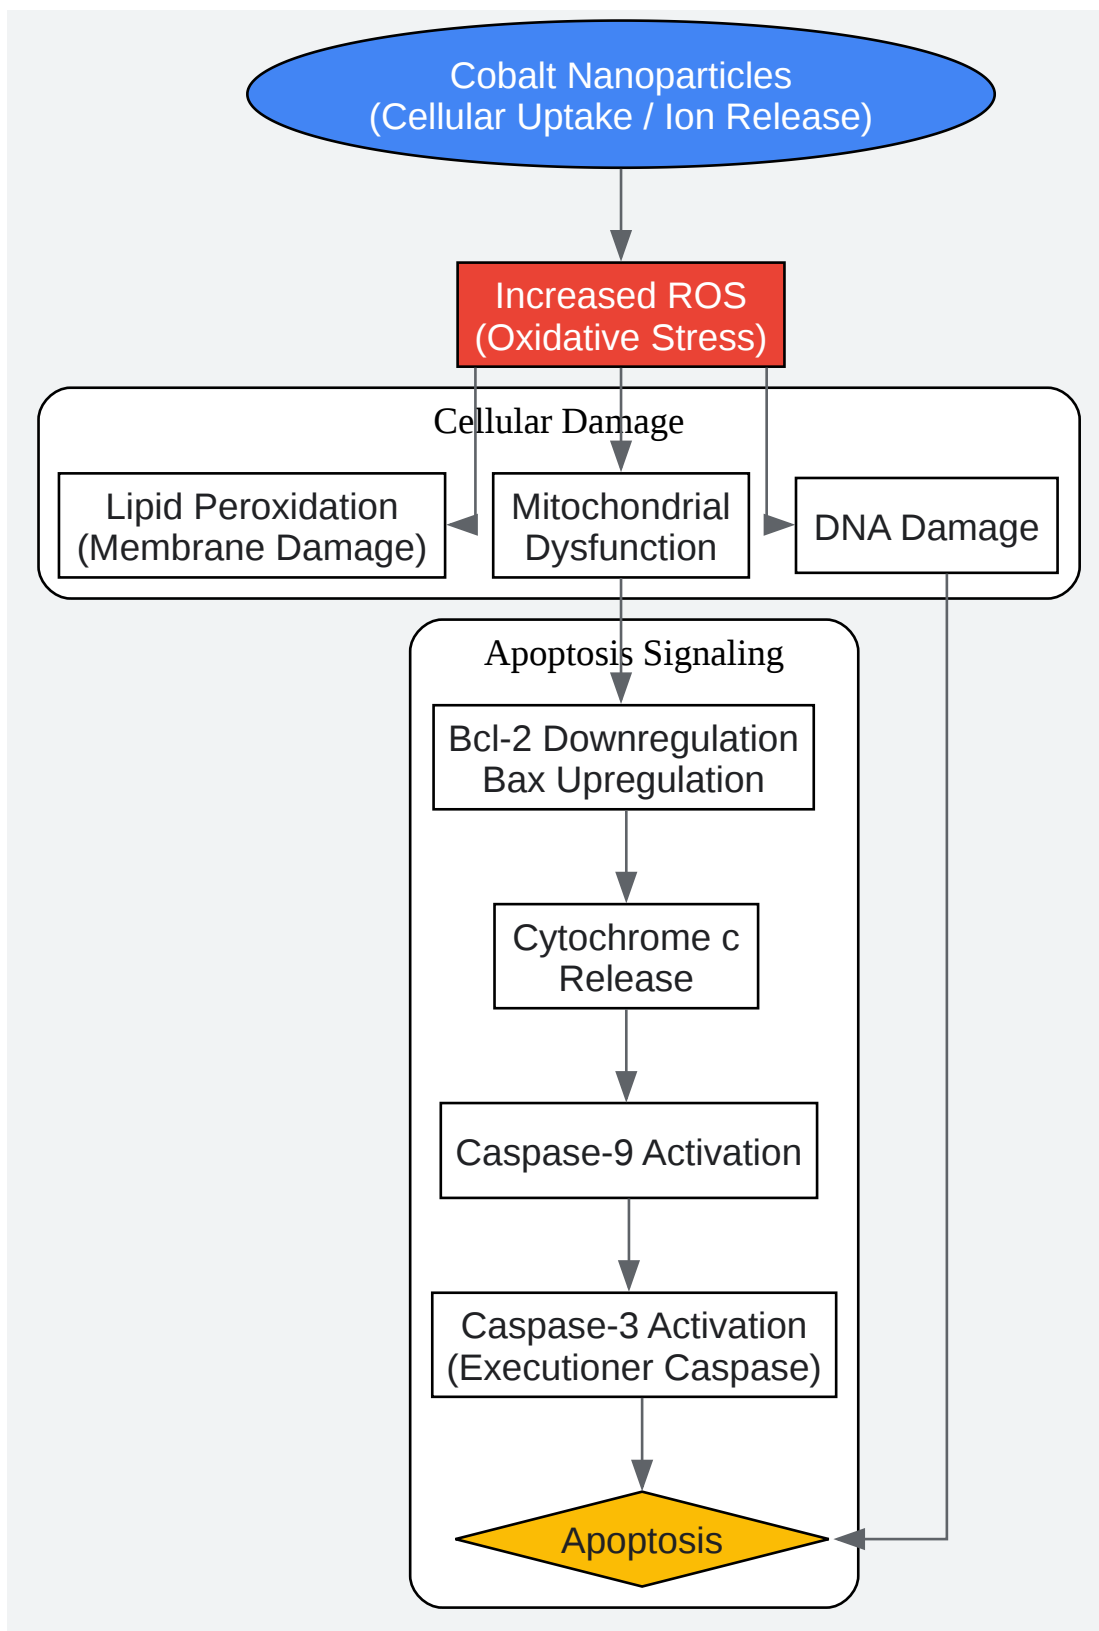 Cobalt Nanoparticles
(Cellular Uptake / Ion Release)
Increased ROS
(Oxidative Stress)
Cellular Damage
Lipid Peroxidation
(Membrane Damage)
Mitochondrial
Dysfunction
DNA Damage
Apoptosis Signaling
Bcl-2 Downregulation
Bax Upregulation
Cytochrome c
Release
Caspase-9 Activation
Caspase-3 Activation
(Executioner Caspase)
Apoptosis